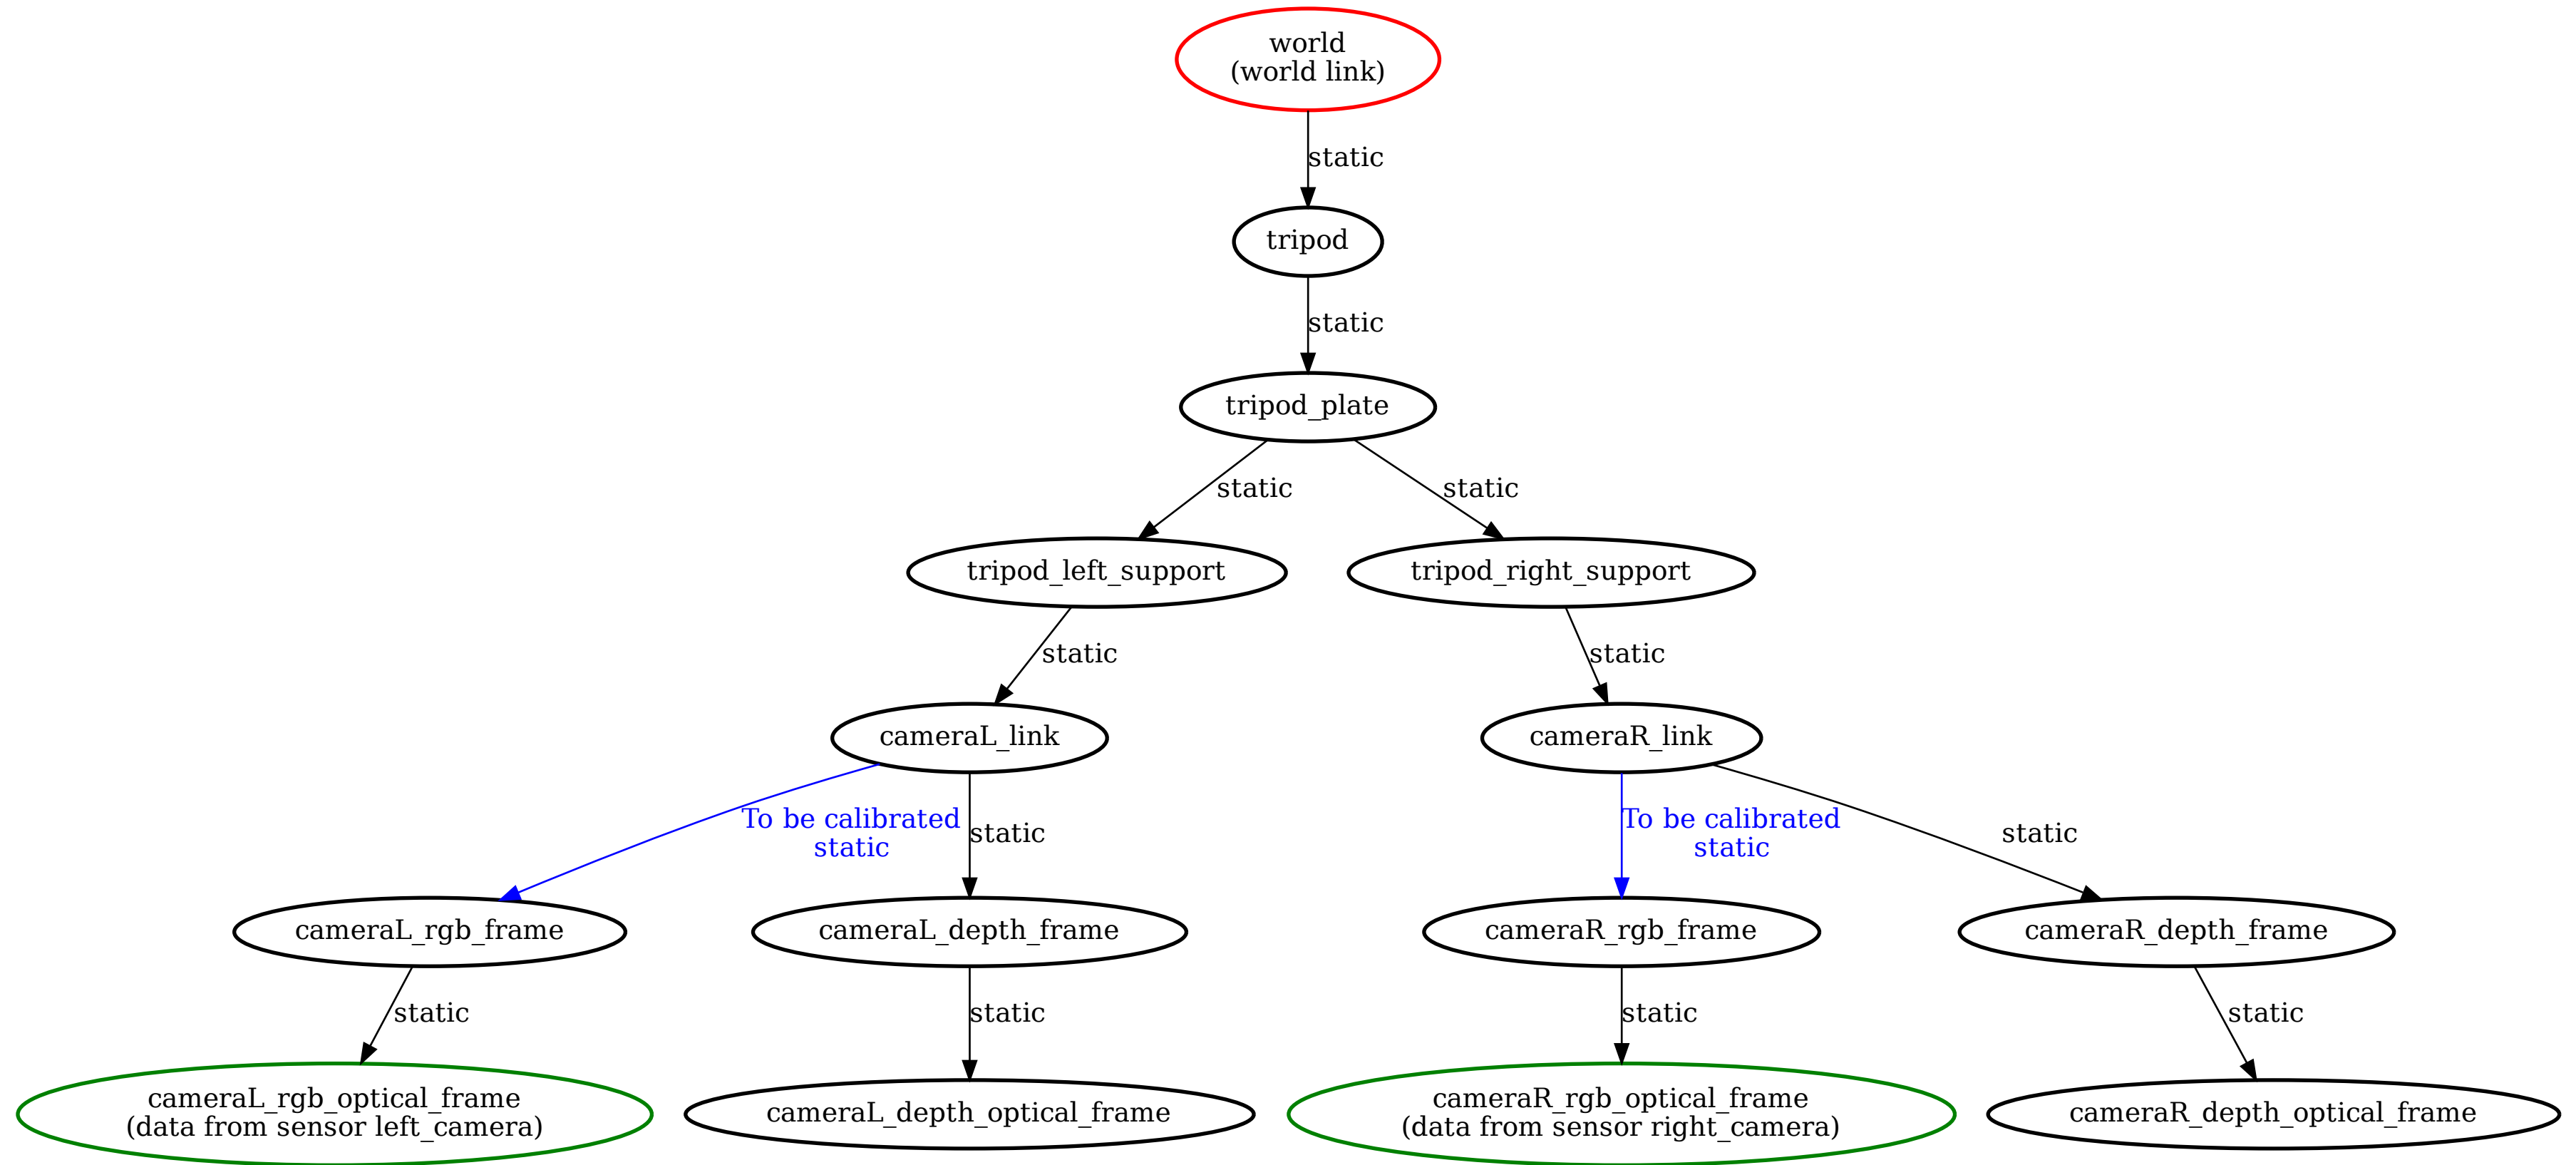 world
(world link)
static
tripod
static
tripod_plate
static
static
tripod_left_support
tripod_right_support
static
static
cameraL_link
cameraR_link
To be calibrated
static
static
To be calibrated
static
static
cameraL_rgb_frame
cameraL_depth_frame
cameraR_rgb_frame
cameraR_depth_frame
static
static
static
static
cameraL_rgb_optical_frame
(data from sensor left_camera)
cameraL_depth_optical_frame
cameraR_rgb_optical_frame
(data from sensor right_camera)
cameraR_depth_optical_frame